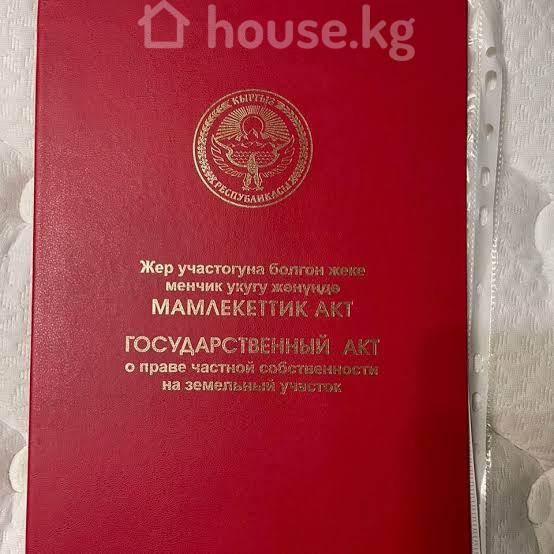 house.kg
КЫРГЫЗ
РЕСПУБЛИКАСЫ
Жер участогуна болгон жеке
менчик укугу жөнүндө
МАМЛЕКЕТТИК АКТ
ГОСУДАРСТВЕННЫЙ АКТ
о праве частной собственности
на земельный участок